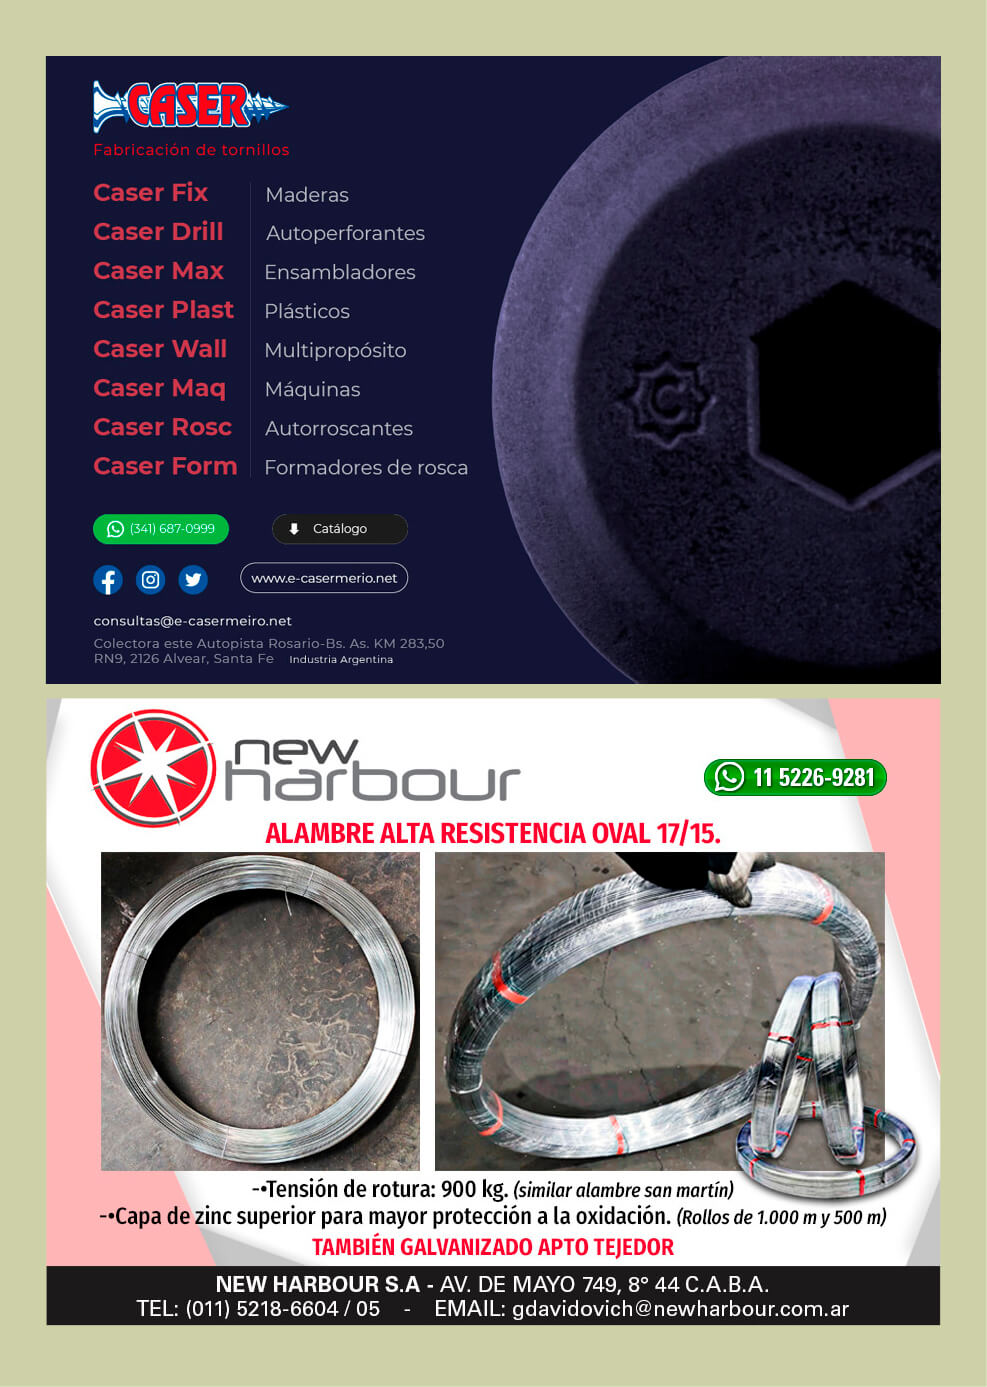 CASER
Fabricación de tornillos
Caser Fix Maderas
Caser Drill Autoperforantes
Caser Max Ensambladores
Caser Plast Plásticos
Caser Wall Multipropósito
Caser Maq Máquinas
Caser Rosc Autorroscantes
Caser Form Formadores de rosca
C
(341) 687-0999 Catálogo
www.e-casermerio.net
consultas@e-casermeiro.net
Colectora este Autopista Rosario-Bs. As. KM 283,50
RN9, 2126 Alvear, Santa Fe Industria Argentina
new
harbour
11 5226-9281
ALAMBRE ALTA RESISTENCIA OVAL 17/15.
-•Tensión de rotura: 900 kg. (similar alambre san martín)
-•Capa de zinc superior para mayor protección a la oxidación. (Rollos de 1.000 m y 500 m)
TAMBIÉN GALVANIZADO APTO TEJEDOR
NEW HARBOUR S.A - AV. DE MAYO 749, 8° 44 C.A.B.A.
TEL: (011) 5218-6604 / 05 - EMAIL: gdavidovich@newharbour.com.ar